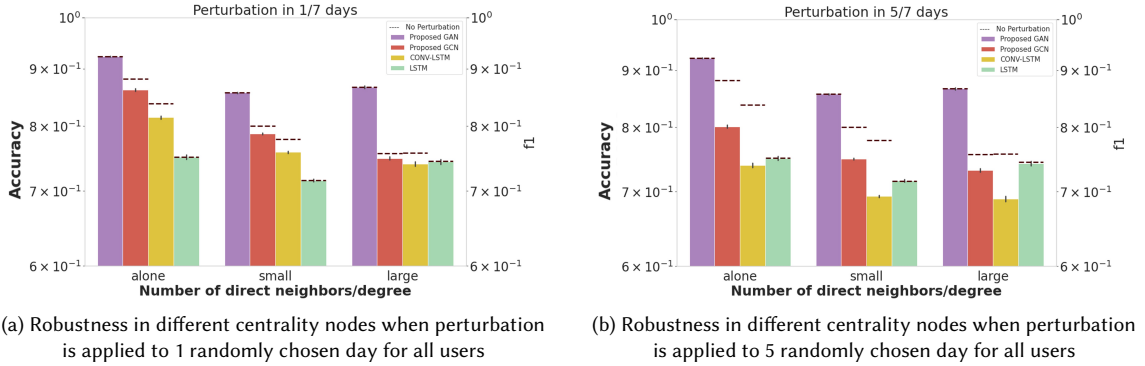 Perturbation in 1/7 days
10⁰
9 × 10⁻¹
8 × 10⁻¹
7 × 10⁻¹
6 × 10⁻¹
Accuracy
No Perturbation
Proposed GAN
Proposed GCN
CONV-LSTM
LSTM
10⁰
9 × 10⁻¹
8 × 10⁻¹
7 × 10⁻¹
6 × 10⁻¹
f1
alone small large
Number of direct neighbors/degree
(a) Robustness in different centrality nodes when perturbation
is applied to 1 randomly chosen day for all users
Perturbation in 5/7 days
10⁰
9 × 10⁻¹
8 × 10⁻¹
7 × 10⁻¹
6 × 10⁻¹
Accuracy
No Perturbation
Proposed GAN
Proposed GCN
CONV-LSTM
LSTM
10⁰
9 × 10⁻¹
8 × 10⁻¹
7 × 10⁻¹
6 × 10⁻¹
f1
alone small large
Number of direct neighbors/degree
(b) Robustness in different centrality nodes when perturbation
is applied to 5 randomly chosen day for all users